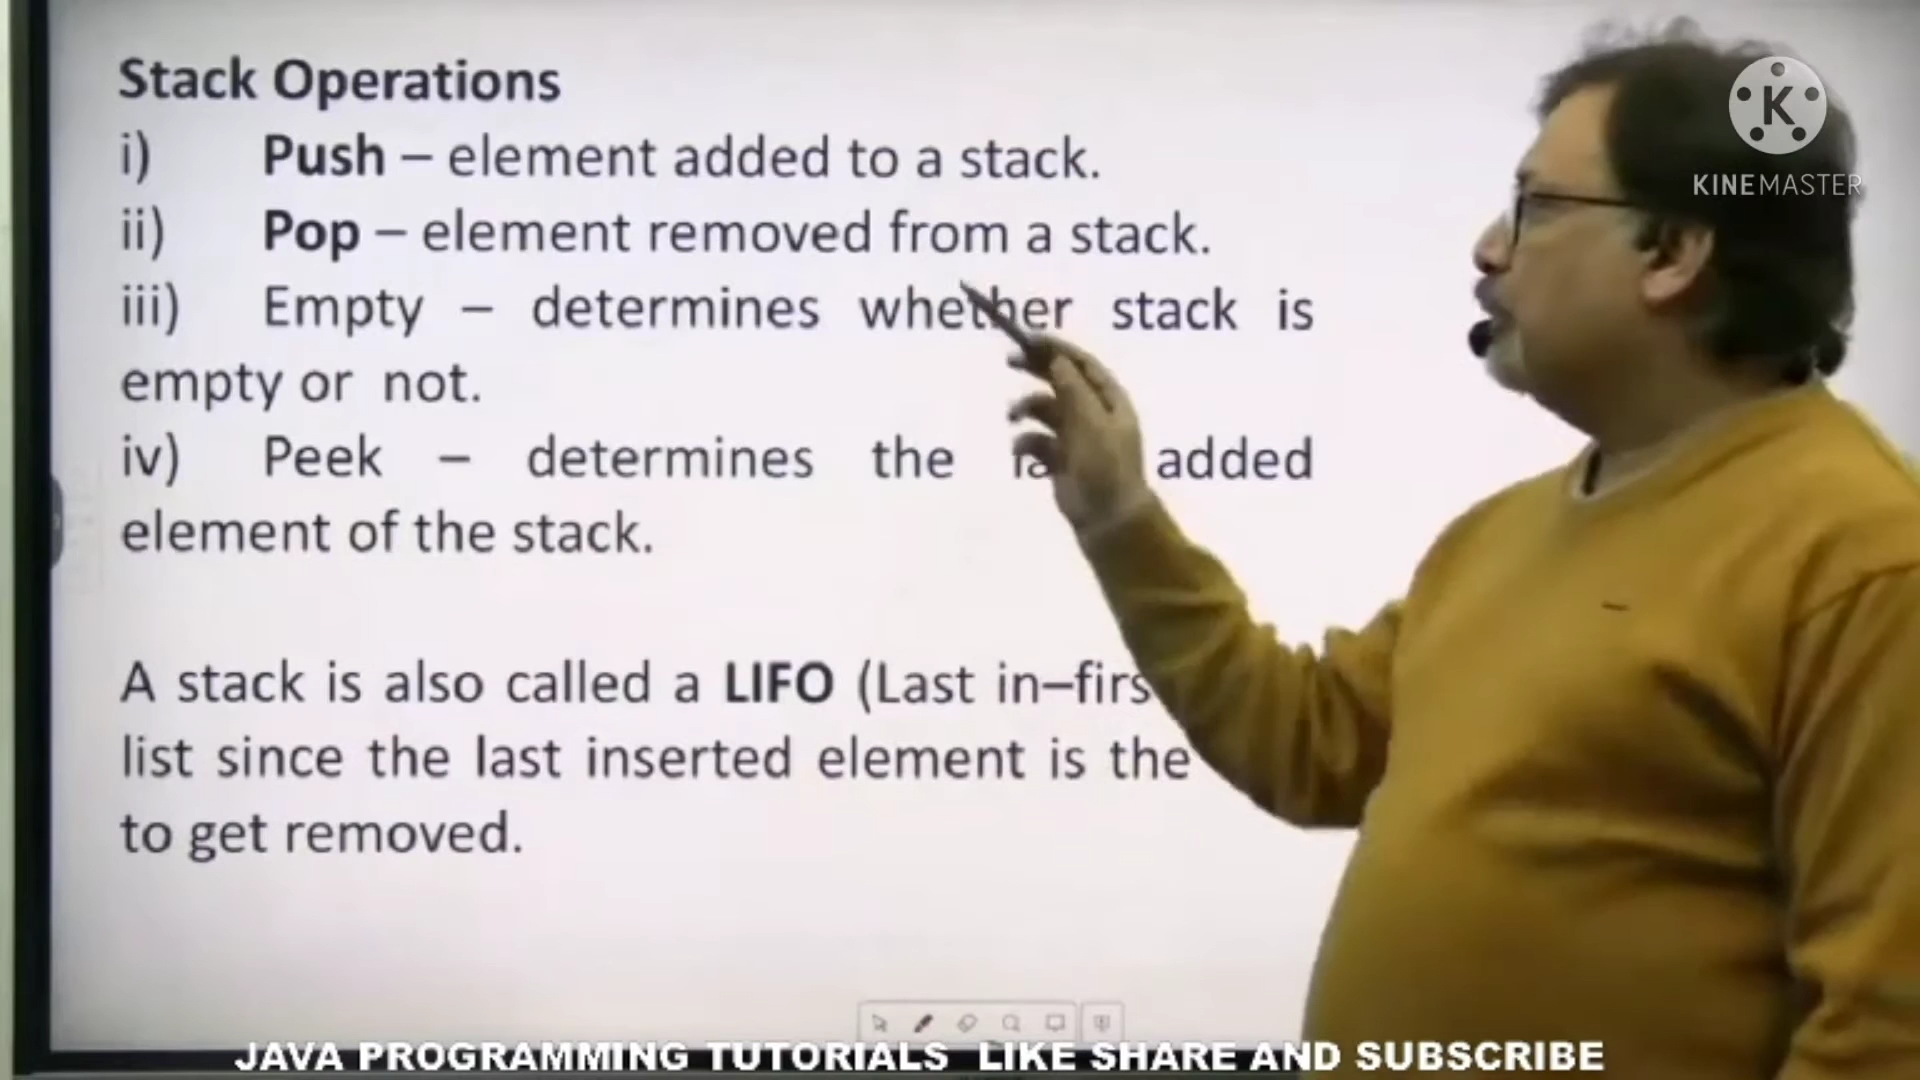 Stack Operations
i) Push – element added to a stack.
ii) Pop – element removed from a stack.
iii) Empty – determines whether stack is
empty or not.
iv) Peek – determines the added
element of the stack.
A stack is also called a LIFO (Last in–firs
list since the last inserted element is the
to get removed.
K
KINEMASTER
JAVA PROGRAMMING TUTORIALS LIKE SHARE AND SUBSCRIBE